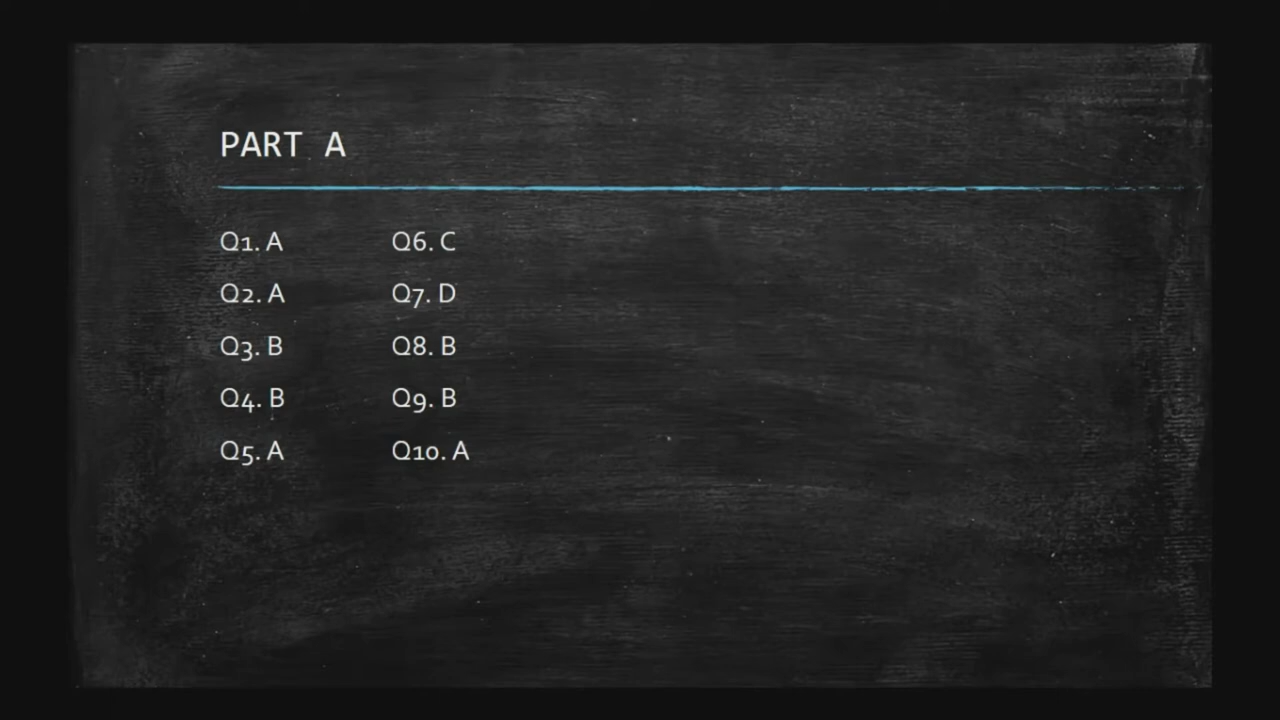 PART A
Q1. A
Q2. A
Q3. B
Q4. B
Q5. A
Q6. C
Q7. D
Q8. B
Q9. B
Q10. A